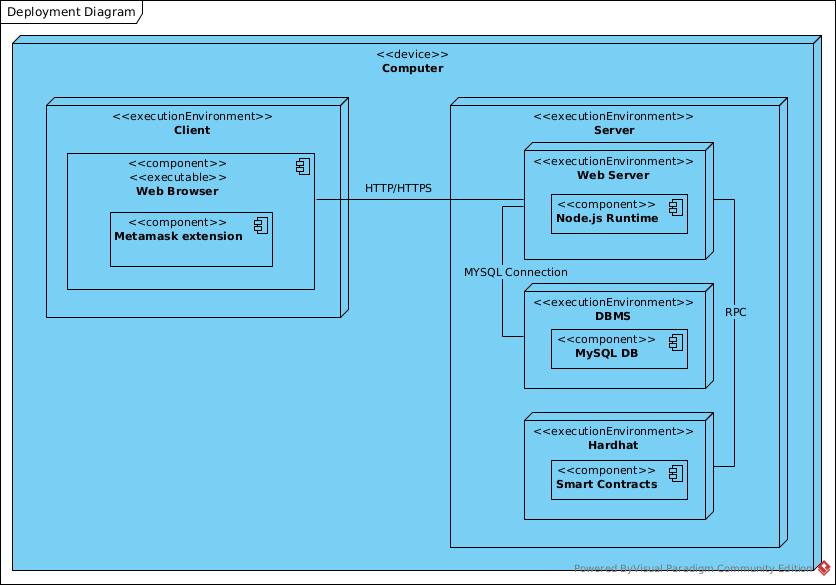 Deployment Diagram
<<device>>
Computer
<<executionEnvironment>>
Client
<<component>>
<<executable>>
Web Browser
<<component>>
Metamask extension
HTTP/HTTPS
<<executionEnvironment>>
Server
<<executionEnvironment>>
Web Server
<<component>>
Node.js Runtime
MYSQL Connection
<<executionEnvironment>>
DBMS
<<component>>
MySQL DB
RPC
<<executionEnvironment>>
Hardhat
<<component>>
Smart Contracts
Powered ByVisual Paradigm Community Edition